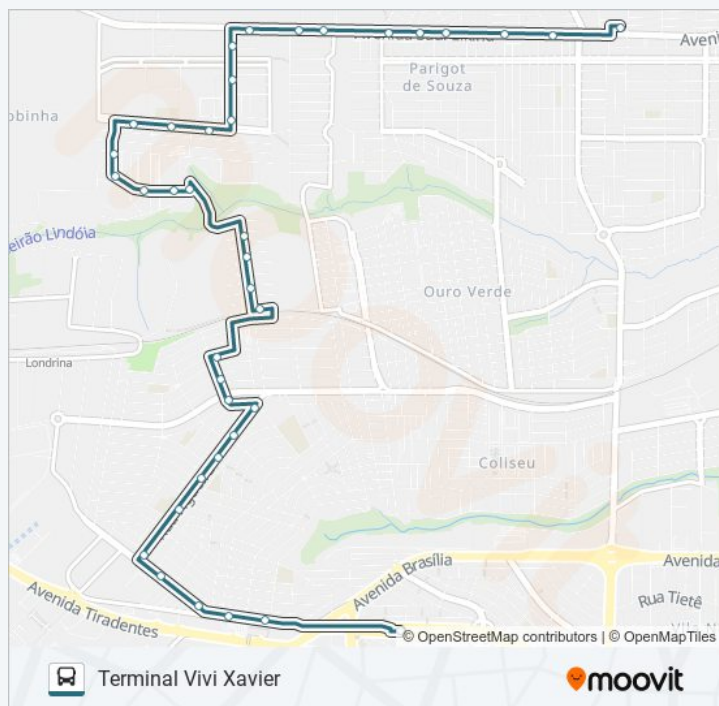 Avenida
Parigot
de Souza
obinha
eirão Lindóia
Ouro Verde
Londrina
Coliseu
Avenida Brasília
Avenida
Rua Tietê
Avenida Tiradentes
© OpenStreetMap contributors | © OpenMapTiles
Terminal Vivi Xavier
moovit